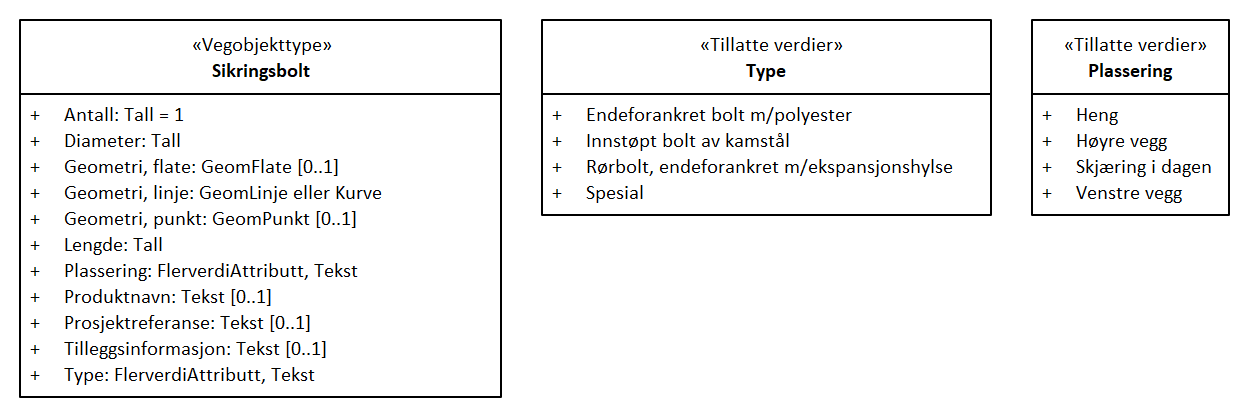 «Vegobjekttype»
Sikringsbolt
+ Antall: Tall = 1
+ Diameter: Tall
+ Geometri, flate: GeomFlate [0..1]
+ Geometri, linje: GeomLinje eller Kurve
+ Geometri, punkt: GeomPunkt [0..1]
+ Lengde: Tall
+ Plassering: FlerverdiAttributt, Tekst
+ Produktnavn: Tekst [0..1]
+ Prosjektreferanse: Tekst [0..1]
+ Tilleggsinformasjon: Tekst [0..1]
+ Type: FlerverdiAttributt, Tekst
«Tillatte verdier»
Type
+ Endeforankret bolt m/polyester
+ Innstøpt bolt av kamstål
+ Rørbolt, endeforankret m/ekspansjonshylse
+ Spesial
«Tillatte verdier»
Plassering
+ Heng
+ Høyre vegg
+ Skjæring i dagen
+ Venstre vegg